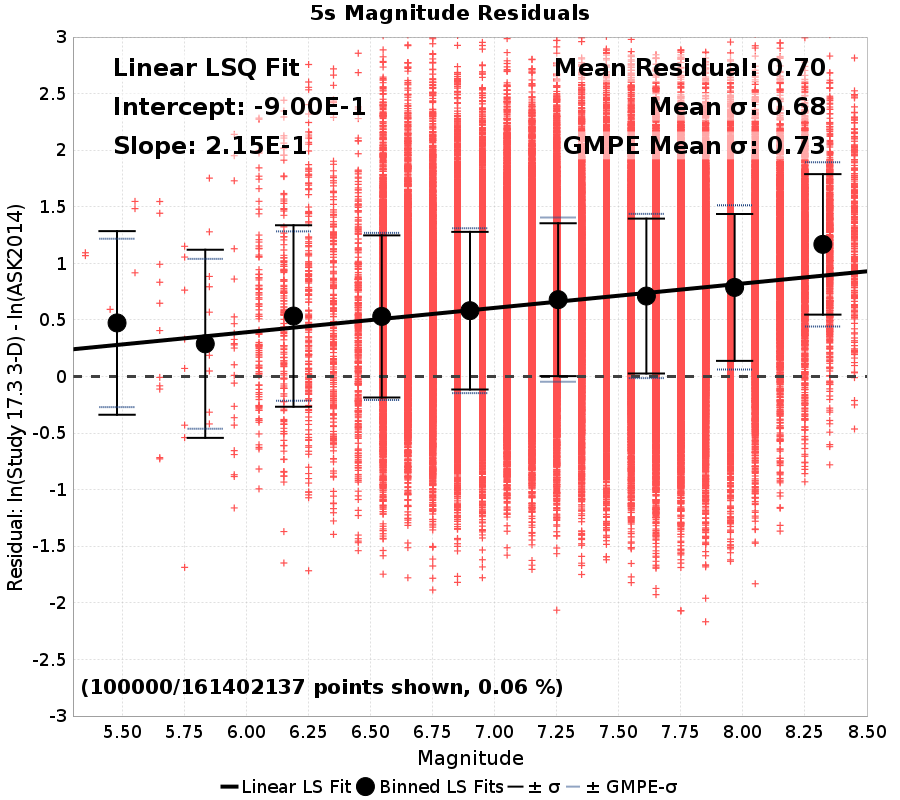 5s Magnitude Residuals
Linear LSQ Fit
Mean Residual: 0.70
Intercept: -9.00E-1
Mean σ: 0.68
Slope: 2.15E-1
GMPE Mean σ: 0.73
Residual: ln(Study 17.3 3-D) - ln(ASK2014)
3
2.5
2
1.5
1
0.5
0
-0.5
-1
-1.5
-2
-2.5
-3
(100000/161402137 points shown, 0.06 %)
5.50 5.75 6.00 6.25 6.50 6.75 7.00 7.25 7.50 7.75 8.00 8.25 8.50
Magnitude
Linear LS Fit Binned LS Fits ± σ ± GMPE-σ